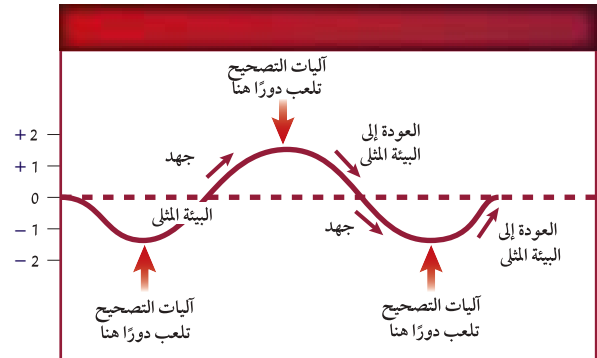 آليات التصحيح
تلعب دورًا هنا
العودة إلى
البيئة المثلى
جهد
+ 2
+ 1
0
− 1
− 2
البيئة المثلى
جهد
العودة إلى
البيئة المثلى
آليات التصحيح
تلعب دورًا هنا
آليات التصحيح
تلعب دورًا هنا